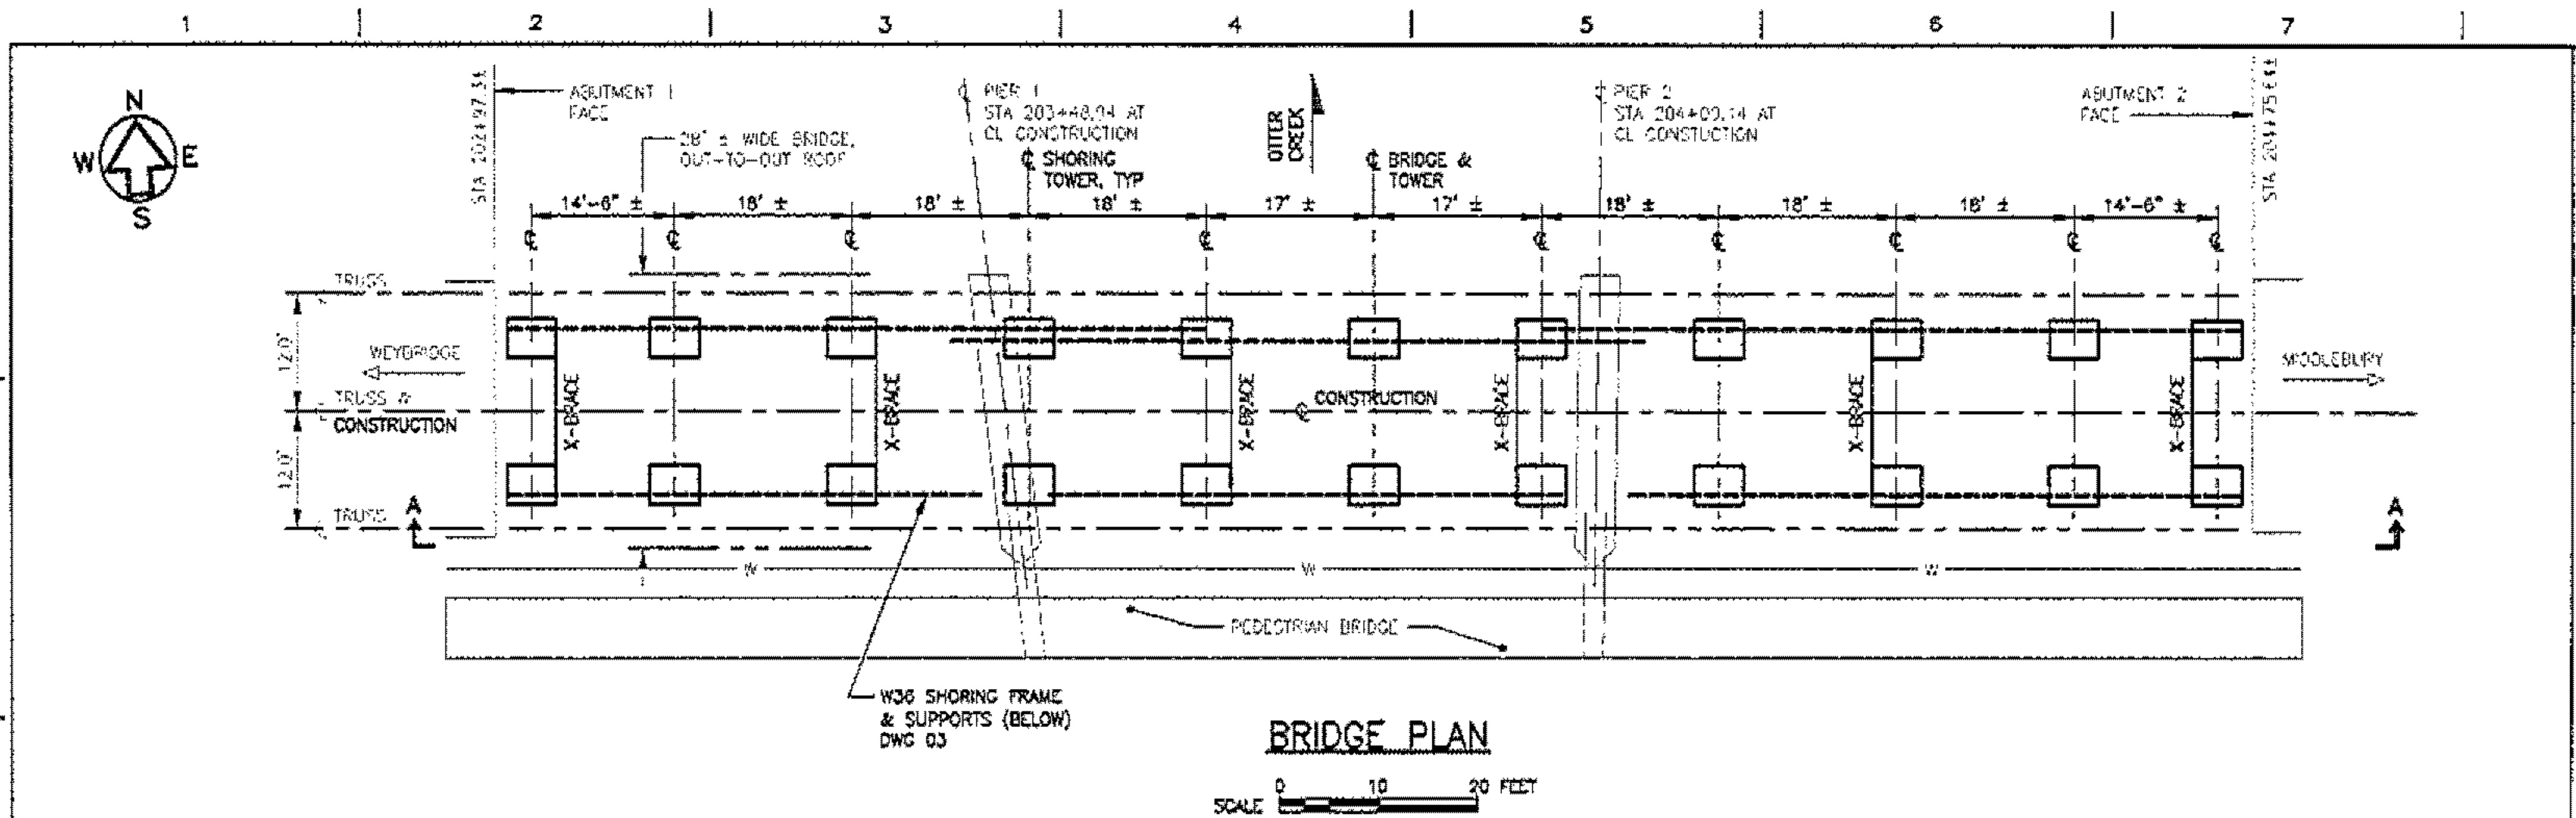 1 2 3 4 5 6 7
N
W E
S
STA 202+97.3±
ABUTMENT 1
FACE
28' ± WIDE BRIDGE,
OUT-TO-OUT ROOF
℄ PIER 1
STA 203+48.94 AT
CL CONSTRUCTION
℄ SHORING
TOWER, TYP
OTTER
CREEK
℄ BRIDGE &
TOWER
℄ PIER 2
STA 204+09.14 AT
CL CONSTUCTION
ABUTMENT 2
FACE
14'-6" ± 18' ± 18' ± 18' ± 17' ± 17' ± 18' ± 18' ± 18' ± 14'-6" ±
℄ ℄ ℄ ℄ ℄ ℄ ℄ ℄ ℄
TRUSS
12.0'
WEYBRIDGE
MIDDLEBURY
TRUSS &
CONSTRUCTION
X-BRACE X-BRACE X-BRACE X-BRACE X-BRACE X-BRACE
℄ CONSTRUCTION
12.0'
TRUSS
A A
W W W
PEDESTRIAN BRIDGE
W36 SHORING FRAME
& SUPPORTS (BELOW)
DWG 03
BRIDGE PLAN
SCALE 0 10 20 FEET